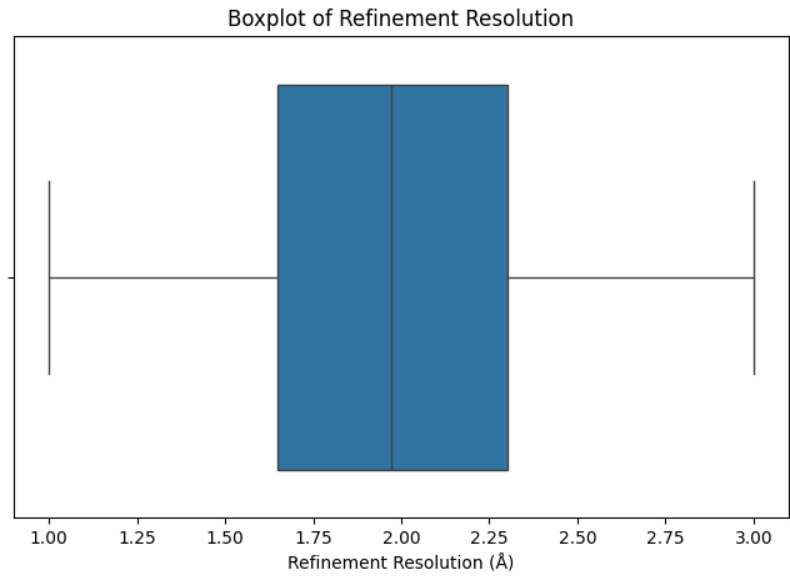 Boxplot of Refinement Resolution
1.00 1.25 1.50 1.75 2.00 2.25 2.50 2.75 3.00
Refinement Resolution (Å)